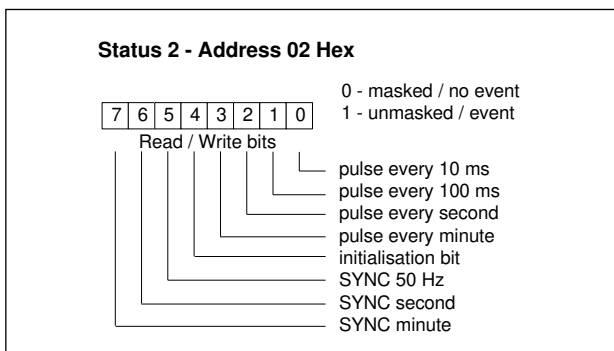 Status 2 - Address 02 Hex
0 - masked / no event
1 - unmasked / event
7 6 5 4 3 2 1 0
Read / Write bits
pulse every 10 ms
pulse every 100 ms
pulse every second
pulse every minute
initialisation bit
SYNC 50 Hz
SYNC second
SYNC minute